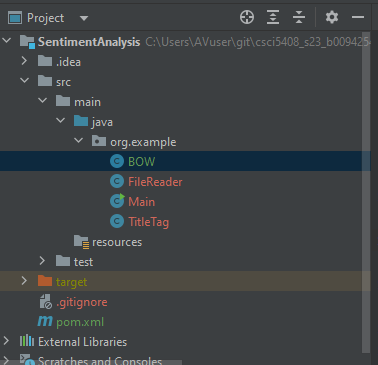 Project
SentimentAnalysis C:\Users\AVuser\git\csci5408_s23_b009425
.idea
src
main
java
org.example
BOW
FileReader
Main
TitleTag
resources
test
target
.gitignore
pom.xml
External Libraries
Scratches and Consoles